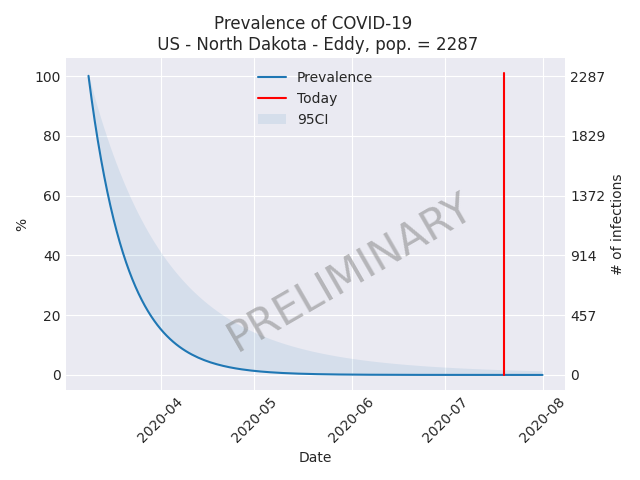 Prevalence of COVID-19
US - North Dakota - Eddy, pop. = 2287
Prevalence
Today
95CI
100
80
60
40
20
0
%
2287
1829
1372
914
457
0
# of infections
PRELIMINARY
2020-04
2020-05
2020-06
2020-07
2020-08
Date